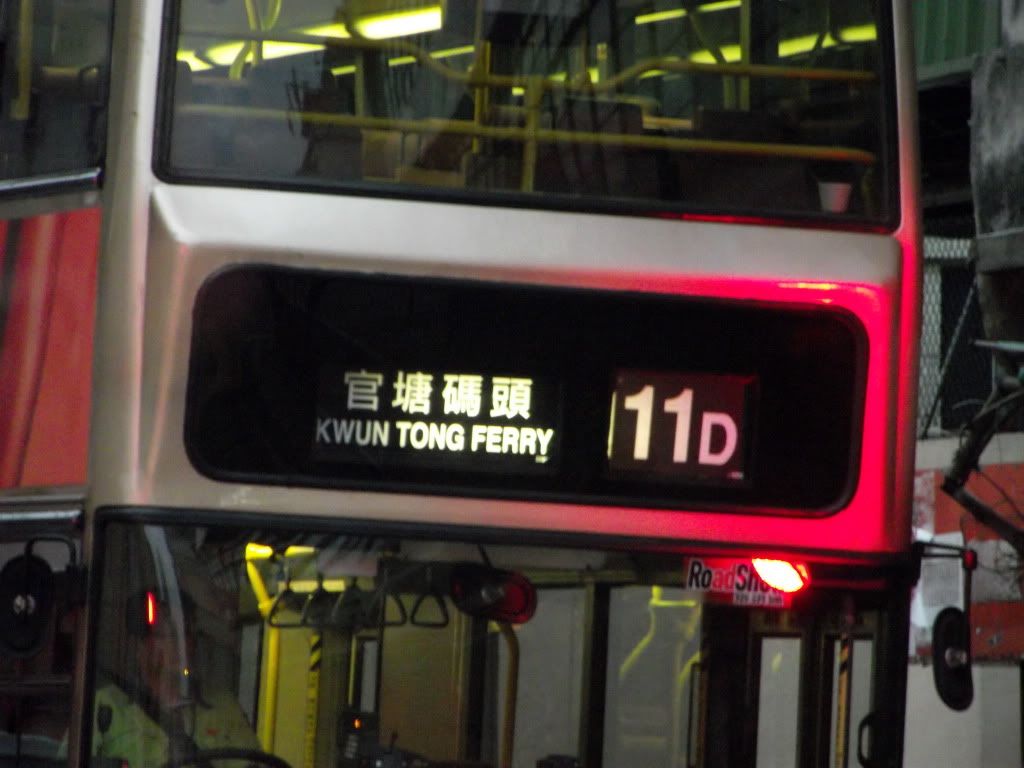 官塘碼頭
KWUN TONG FERRY
11D
RoadShow